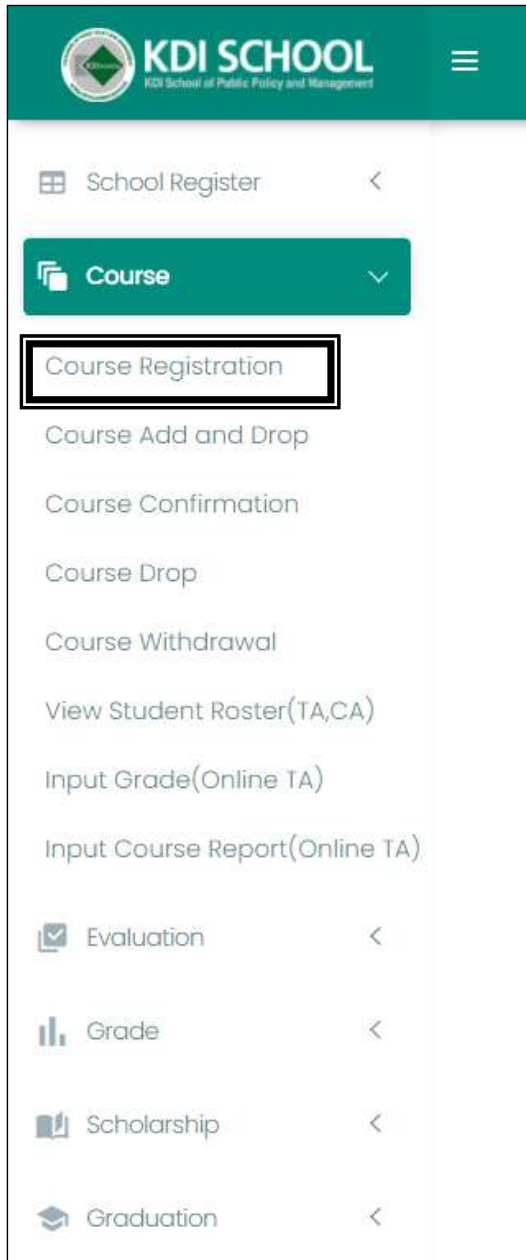 KDI SCHOOL
KDI School of Public Policy and Management
School Register
Course
Course Registration
Course Add and Drop
Course Confirmation
Course Drop
Course Withdrawal
View Student Roster(TA,CA)
Input Grade(Online TA)
Input Course Report(Online TA)
Evaluation
Grade
Scholarship
Graduation